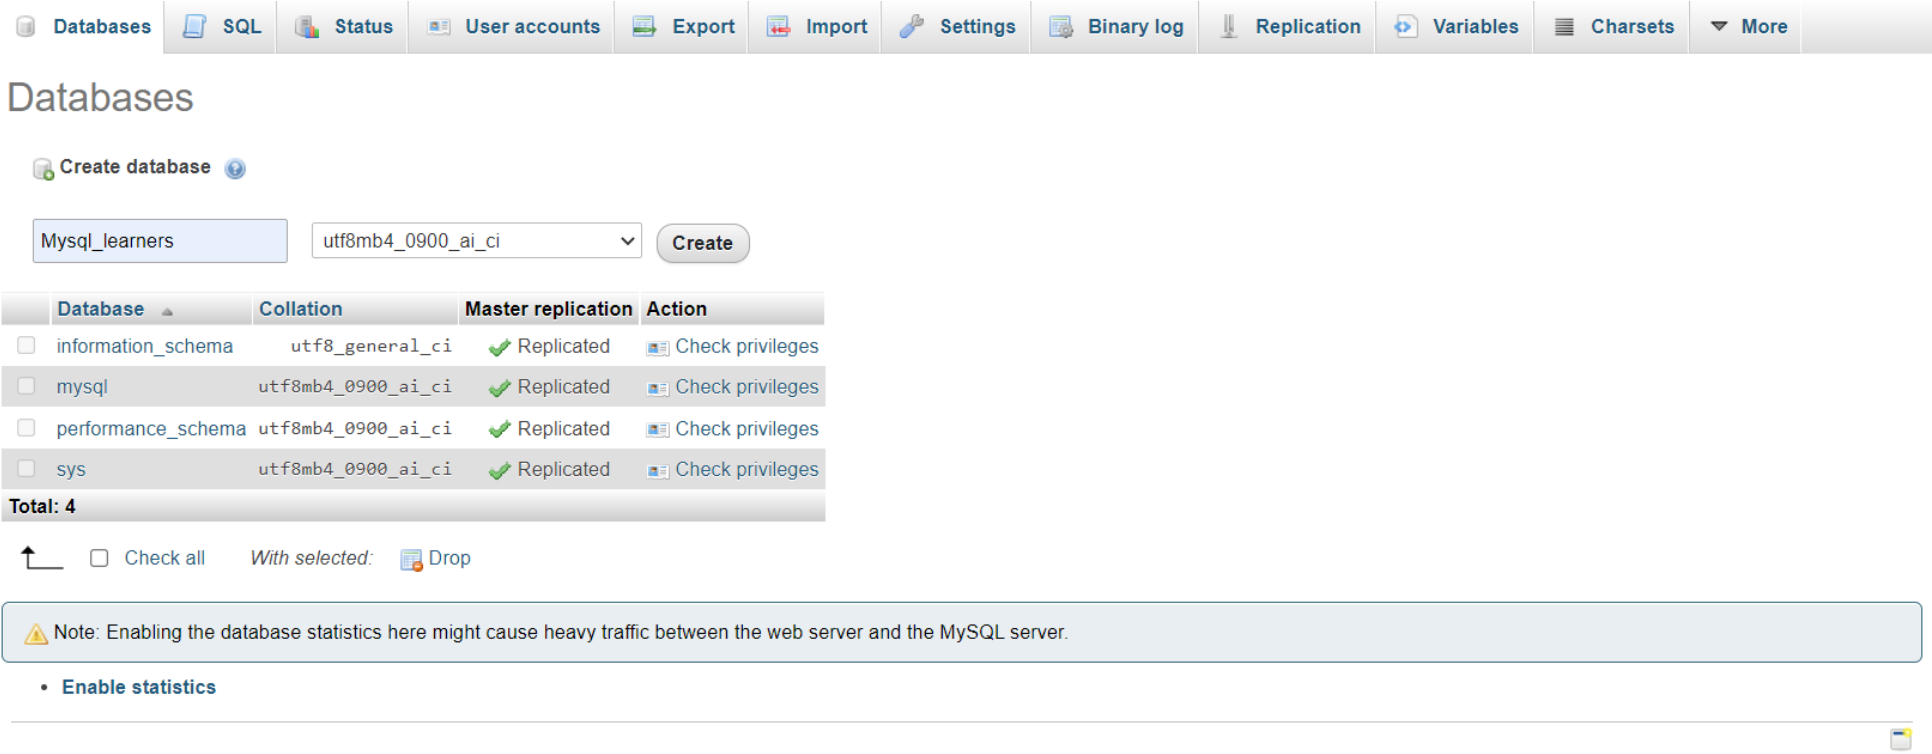 Databases SQL Status User accounts Export Import Settings Binary log Replication Variables Charsets More
Databases
Create database
Mysql_learners utf8mb4_0900_ai_ci Create
Database Collation Master replication Action
information_schema utf8_general_ci Replicated Check privileges
mysql utf8mb4_0900_ai_ci Replicated Check privileges
performance_schema utf8mb4_0900_ai_ci Replicated Check privileges
sys utf8mb4_0900_ai_ci Replicated Check privileges
Total: 4
Check all With selected: Drop
Note: Enabling the database statistics here might cause heavy traffic between the web server and the MySQL server.
• Enable statistics